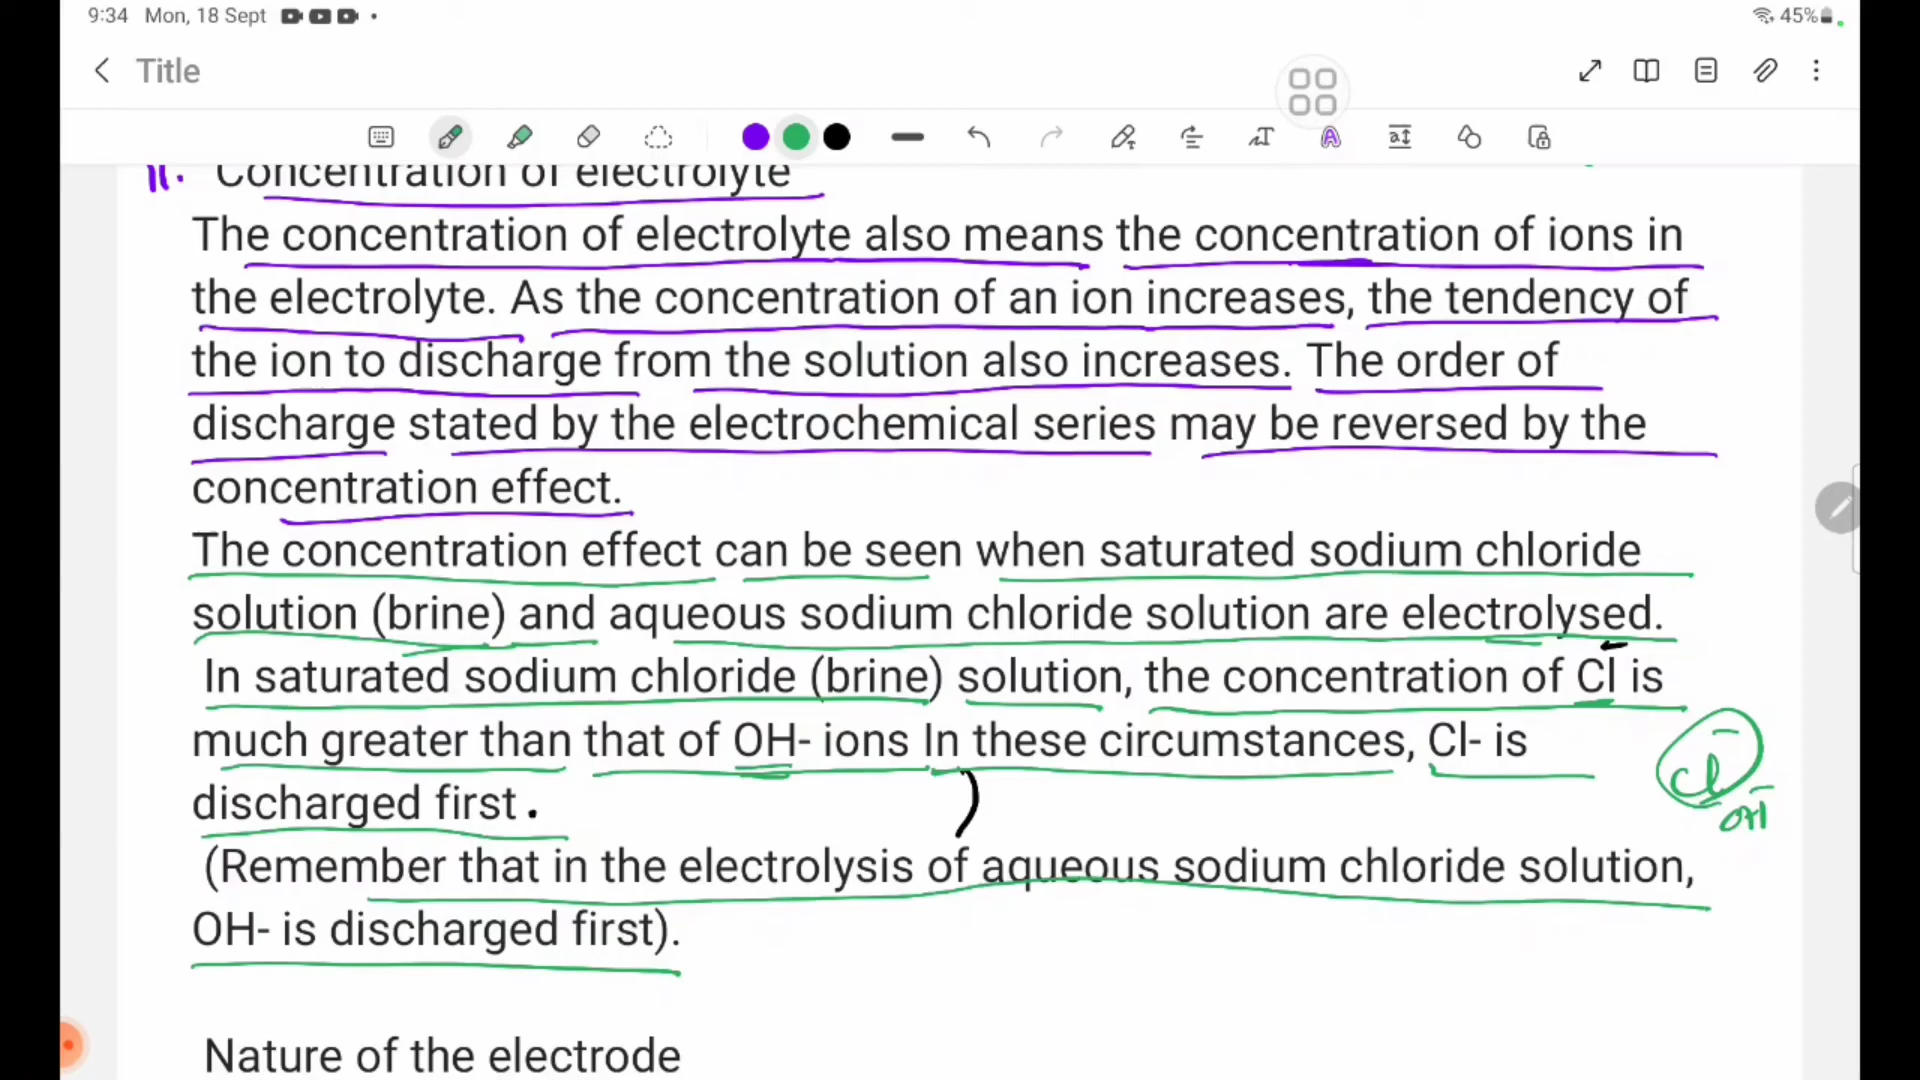 9:34 Mon, 18 Sept
45%
Title
II. Concentration of electrolyte
The concentration of electrolyte also means the concentration of ions in
the electrolyte. As the concentration of an ion increases, the tendency of
the ion to discharge from the solution also increases. The order of
discharge stated by the electrochemical series may be reversed by the
concentration effect.
The concentration effect can be seen when saturated sodium chloride
solution (brine) and aqueous sodium chloride solution are electrolysed.
In saturated sodium chloride (brine) solution, the concentration of Cl is
much greater than that of OH- ions In these circumstances, Cl- is
Cl-
OH-
discharged first.
(Remember that in the electrolysis of aqueous sodium chloride solution,
OH- is discharged first).
Nature of the electrode